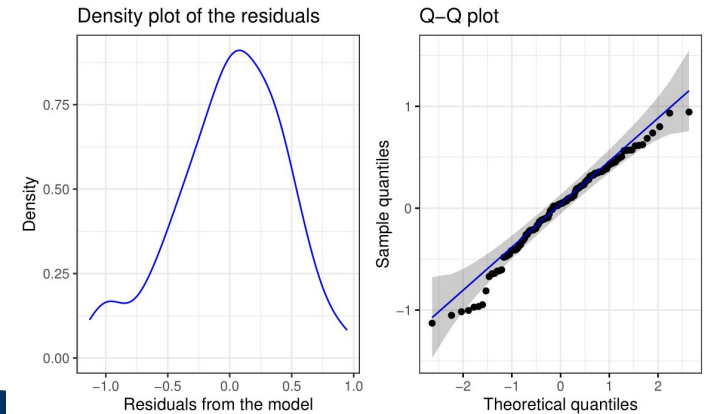 Density plot of the residuals
0.75
0.50
0.25
0.00
Density
−1.0 −0.5 0.0 0.5 1.0
Residuals from the model
Q−Q plot
1
0
−1
Sample quantiles
−2 −1 0 1 2
Theoretical quantiles